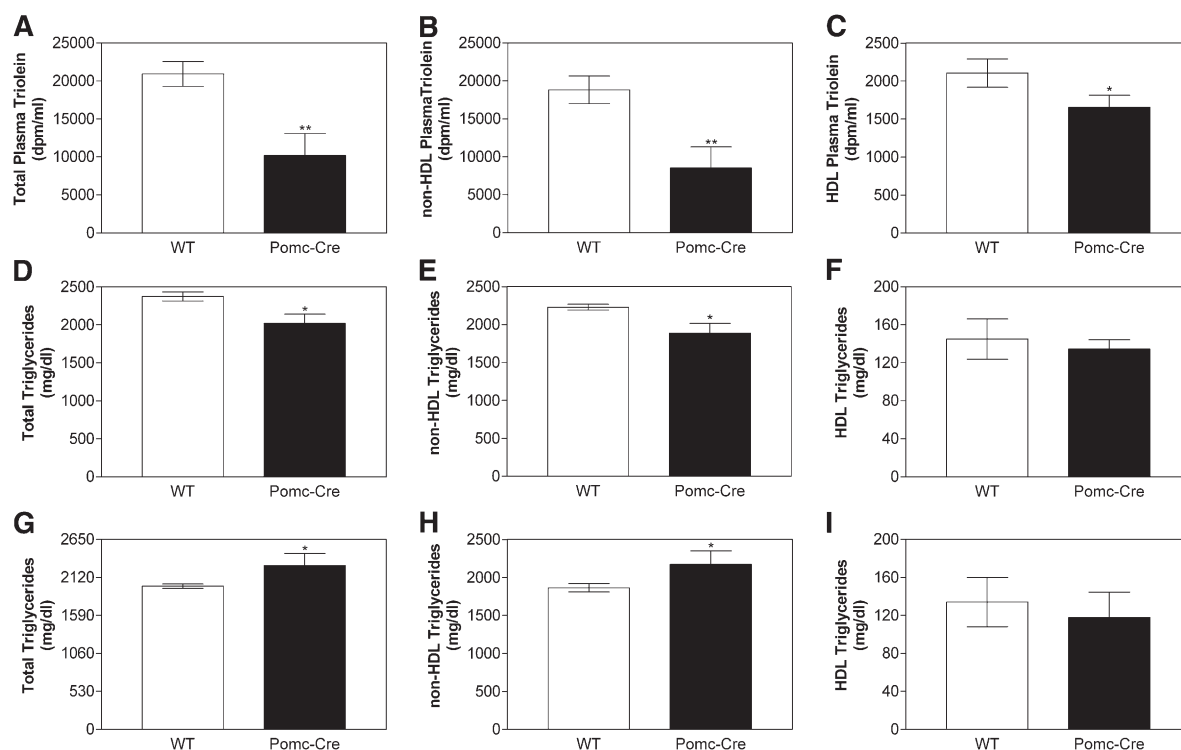 A
Total Plasma Triolein
(dpm/ml)
25000
20000
15000
10000
5000
0
**
WT
Pomc-Cre
B
non-HDL PlasmaTriolein
(dpm/ml)
25000
20000
15000
10000
5000
0
**
WT
Pomc-Cre
C
HDL Plasma Triolein
(dpm/ml)
2500
2000
1500
1000
500
0
*
WT
Pomc-Cre
D
Total Triglycerides
(mg/dl)
2500
2000
1500
1000
500
0
*
WT
Pomc-Cre
E
non-HDL Triglycerides
(mg/dl)
2500
2000
1500
1000
500
0
*
WT
Pomc-Cre
F
HDL Triglycerides
(mg/dl)
200
160
120
80
40
0
WT
Pomc-Cre
G
Total Triglycerides
(mg/dl)
2650
2120
1590
1060
530
0
*
WT
Pomc-Cre
H
non-HDL Triglycerides
(mg/dl)
2500
2000
1500
1000
500
0
*
WT
Pomc-Cre
I
HDL Triglycerides
(mg/dl)
200
160
120
80
40
0
WT
Pomc-Cre